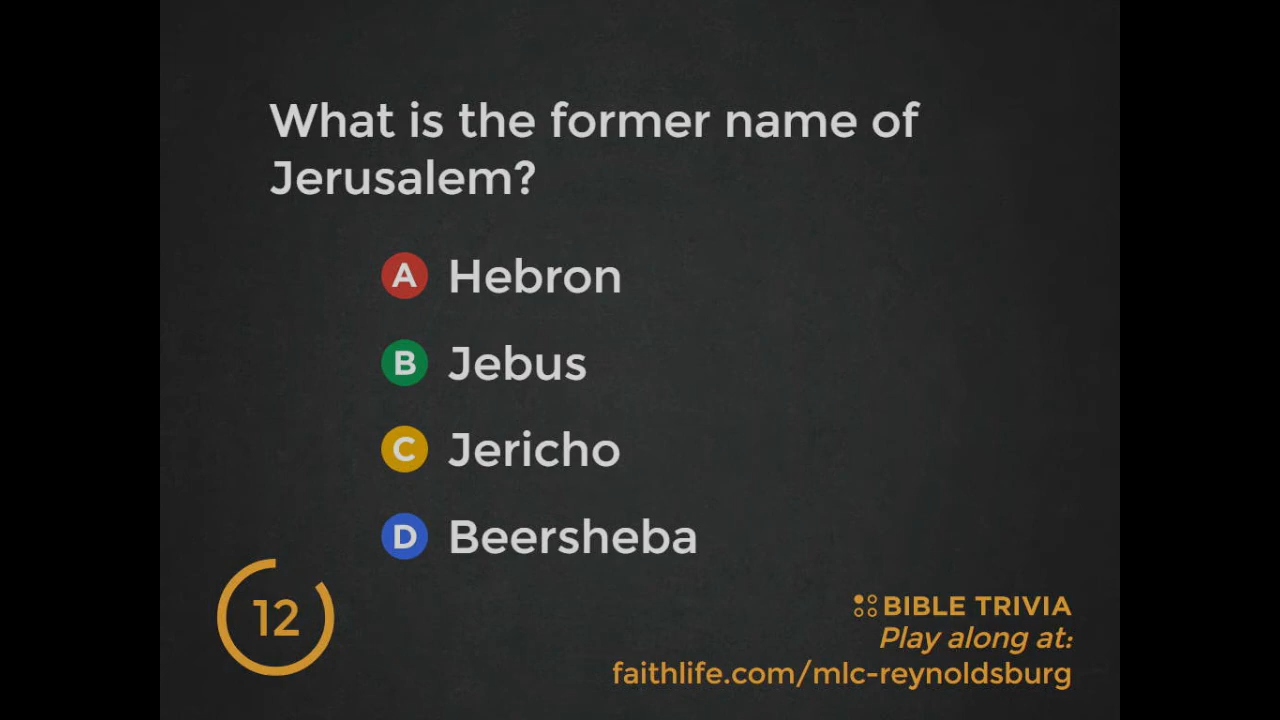 What is the former name of
Jerusalem?
A Hebron
B Jebus
C Jericho
D Beersheba
12
BIBLE TRIVIA
Play along at:
faithlife.com/mlc-reynoldsburg